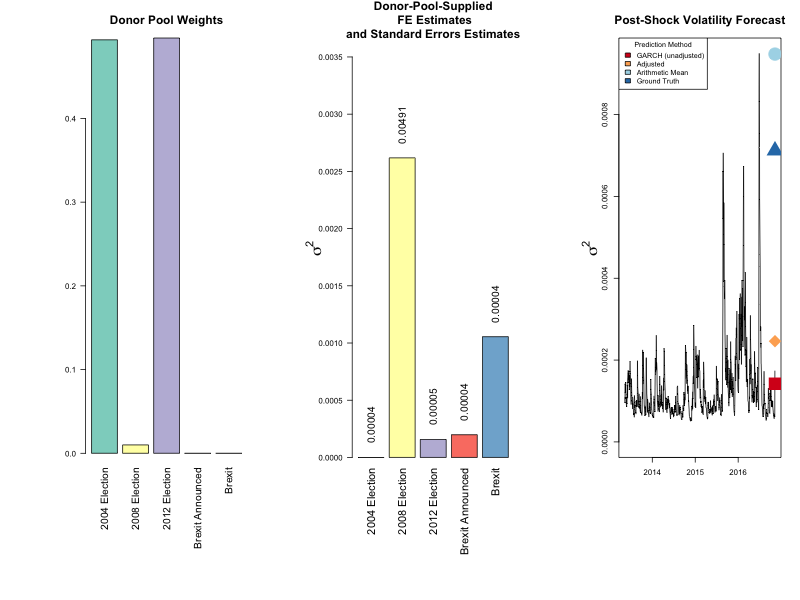 Donor Pool Weights
0.4
0.3
0.2
0.1
0.0
2004 Election
2008 Election
2012 Election
Brexit Announced
Brexit
Donor-Pool-Supplied
FE Estimates
and Standard Errors Estimates
σ2
0.0035
0.0030
0.0025
0.0020
0.0015
0.0010
0.0005
0.0000
0.00004
0.00491
0.00005
0.00004
0.00004
2004 Election
2008 Election
2012 Election
Brexit Announced
Brexit
Post-Shock Volatility Forecast
Prediction Method
GARCH (unadjusted)
Adjusted
Arithmetic Mean
Ground Truth
σ2
0.0008
0.0006
0.0004
0.0002
0.0000
2014
2015
2016